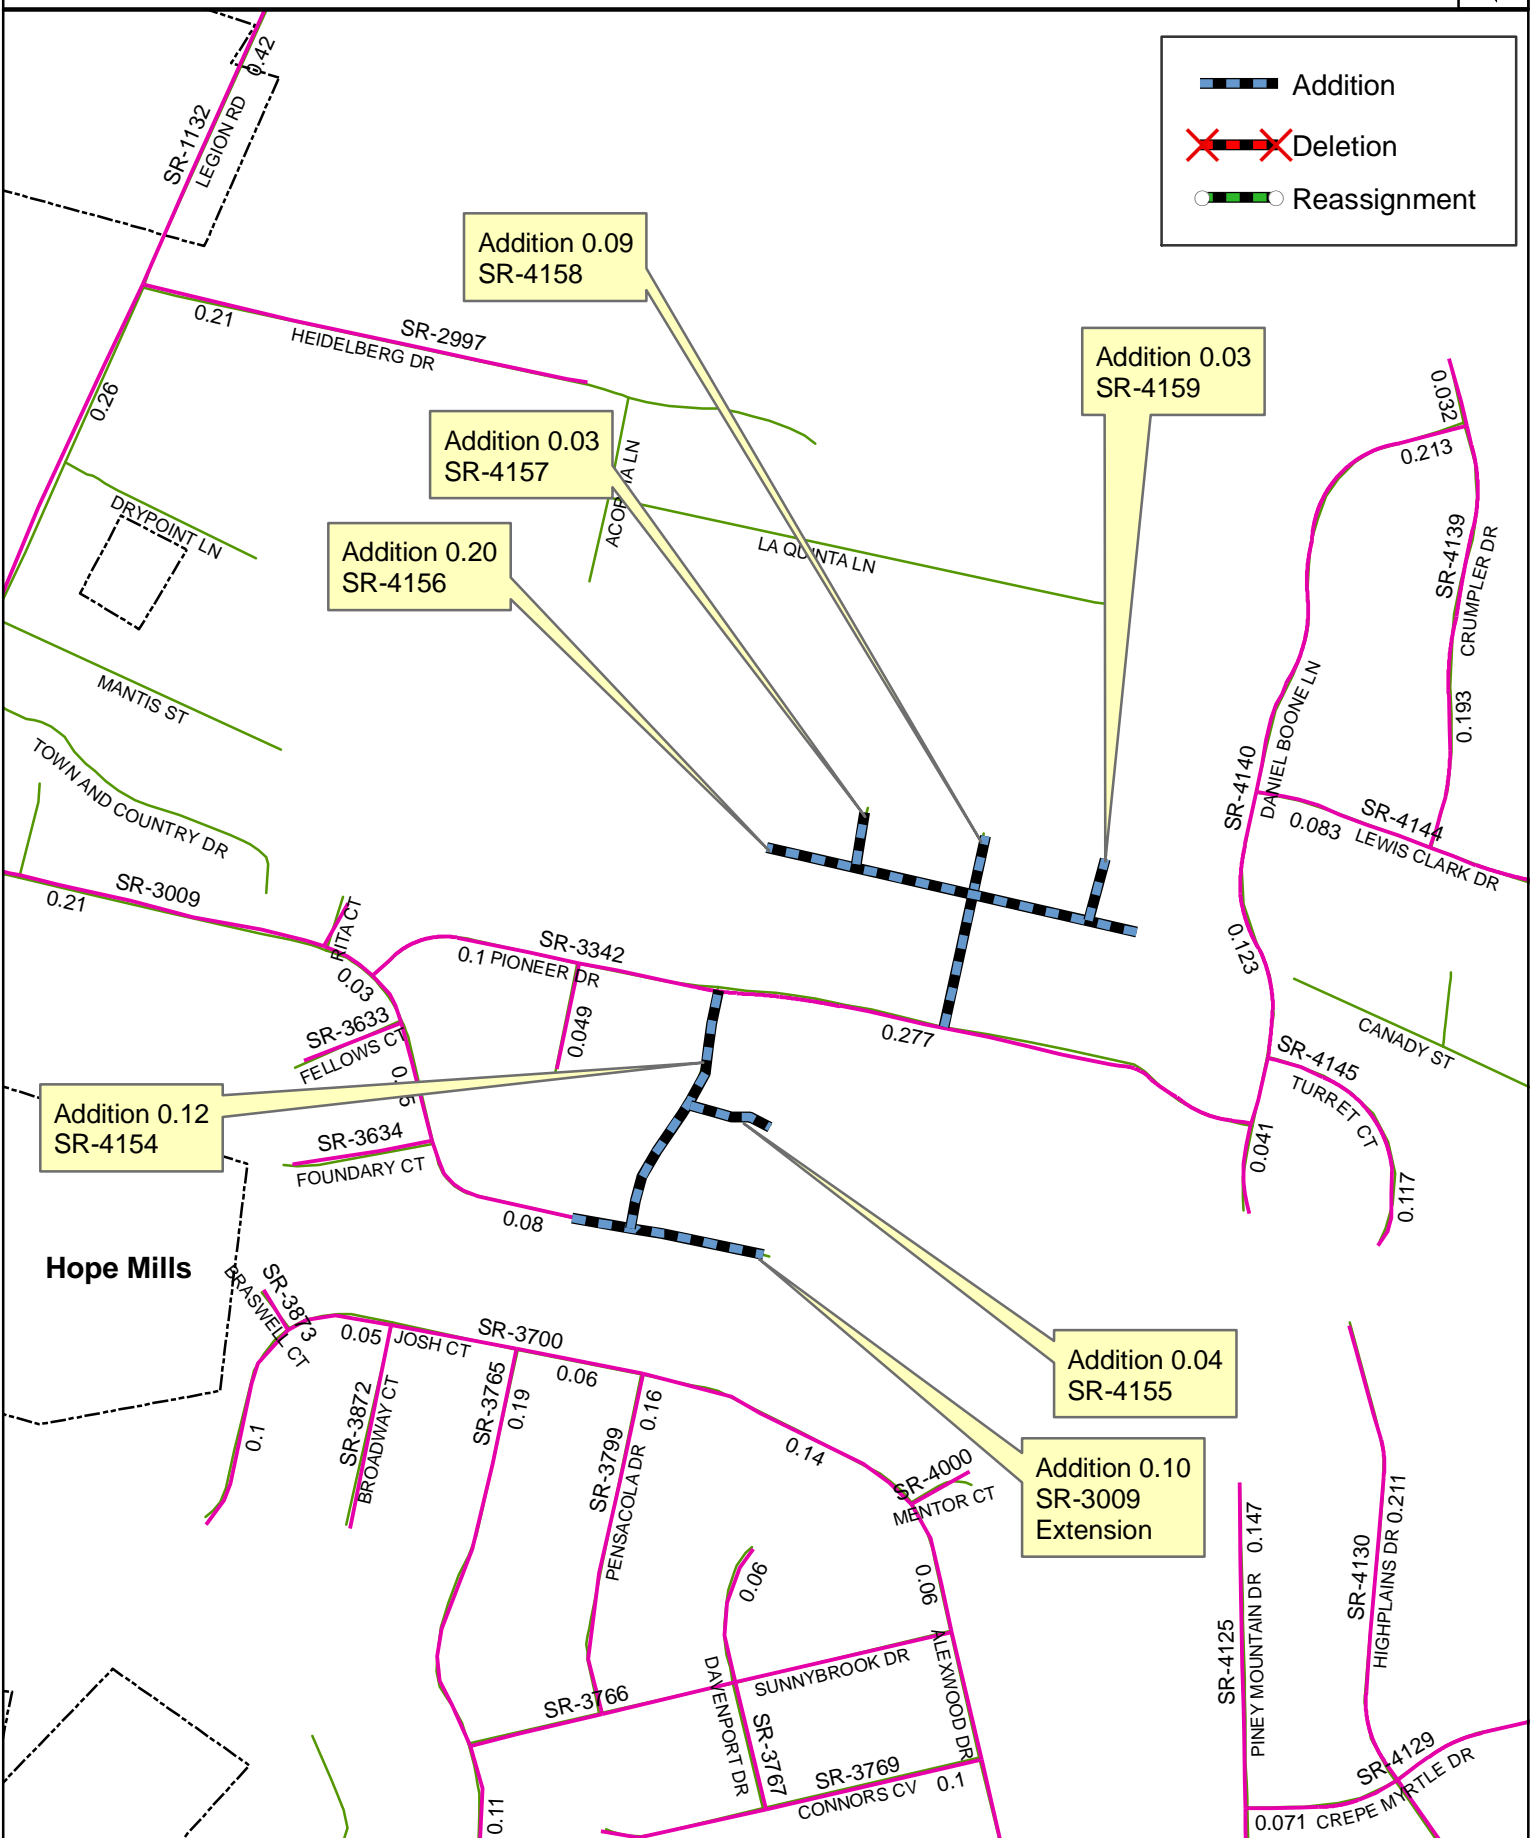 0.42
SR-1132
LEGION RD
Addition
Deletion
Reassignment
Addition 0.09
SR-4158
0.21
SR-2997
HEIDELBERG DR
Addition 0.03
SR-4159
0.26
0.032
0.213
Addition 0.03
SR-4157
LN
DRYPOINT LN
Addition 0.20
SR-4156
LA QUINTA LN
SR-4139
CRUMPLER DR
MANTIS ST
DANIEL BOONE LN
0.193
TOWN AND COUNTRY DR
SR-4140
SR-4144
0.083
LEWIS CLARK DR
SR-3009
0.21
RITA CT
SR-3342
0.1 PIONEER DR
0.123
0.03
SR-3633
FELLOWS CT
0.049
0.277
CANADY ST
SR-4145
TURRET CT
Addition 0.12
SR-4154
SR-3634
FOUNDARY CT
0.041
0.117
0.08
Hope Mills
SR-3873
BRASWELL CT
0.05
JOSH CT
SR-3700
0.06
Addition 0.04
SR-4155
0.1
SR-3872
BROADWAY CT
SR-3765
0.19
SR-3799
PENSACOLA DR
0.16
0.14
SR-4000
MENTOR CT
Addition 0.10
SR-3009
Extension
0.147
0.211
SR-4130
HIGHPLAINS DR
0.06
0.06
SR-4125
PINEY MOUNTAIN DR
SUNNYBROOK DR
ALEXWOOD DR
SR-3766
DAVENPORT DR
SR-3767
SR-3769
CONNORS CV
0.1
SR-4129
CREPE MYRTLE DR
0.071
0.11